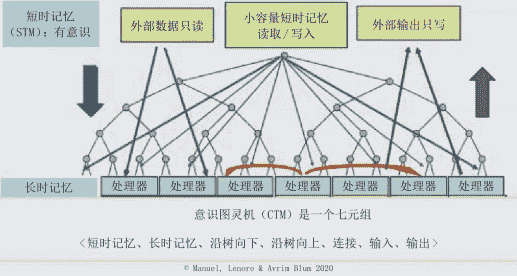 短时记忆
（STM）：有意识
外部数据只读
小容量短时记忆
读取/写入
外部输出只写
长时记忆
处理器
处理器
处理器
处理器
处理器
处理器
处理器
意识图灵机（CTM）是一个七元组
<短时记忆、长时记忆、沿树向下、沿树向上、连接、输入、输出>
© Manuel, Lenore & Avrim Blum 2020